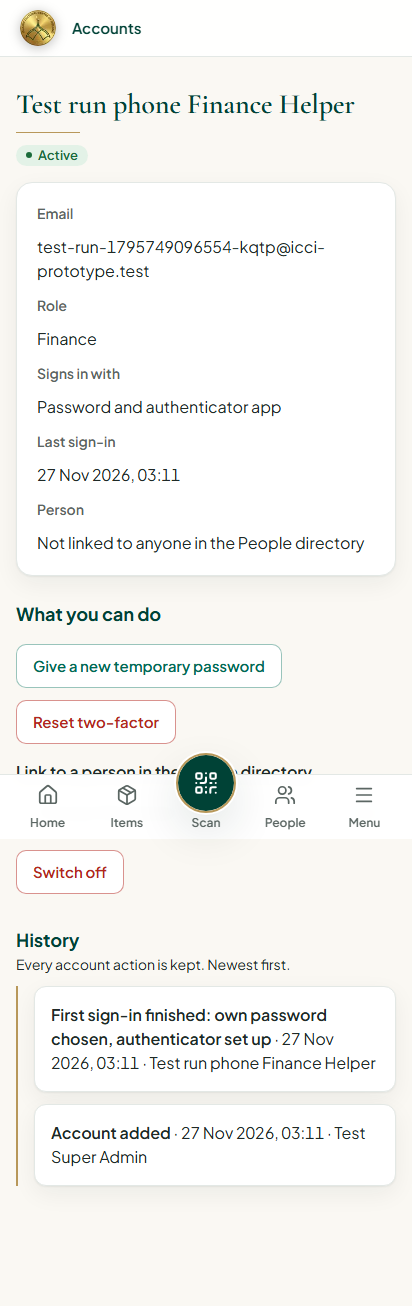 Accounts
Test run phone Finance Helper
Active
Email
test-run-1795749096554-kqtp@icci-
prototype.test
Role
Finance
Signs in with
Password and authenticator app
Last sign-in
27 Nov 2026, 03:11
Person
Not linked to anyone in the People directory
What you can do
Give a new temporary password
Reset two-factor
Link to a person in the directory
Home
Items
Scan
People
Menu
Switch off
History
Every account action is kept. Newest first.
First sign-in finished: own password
chosen, authenticator set up · 27 Nov
2026, 03:11 · Test run phone Finance Helper
Account added · 27 Nov 2026, 03:11 · Test
Super Admin